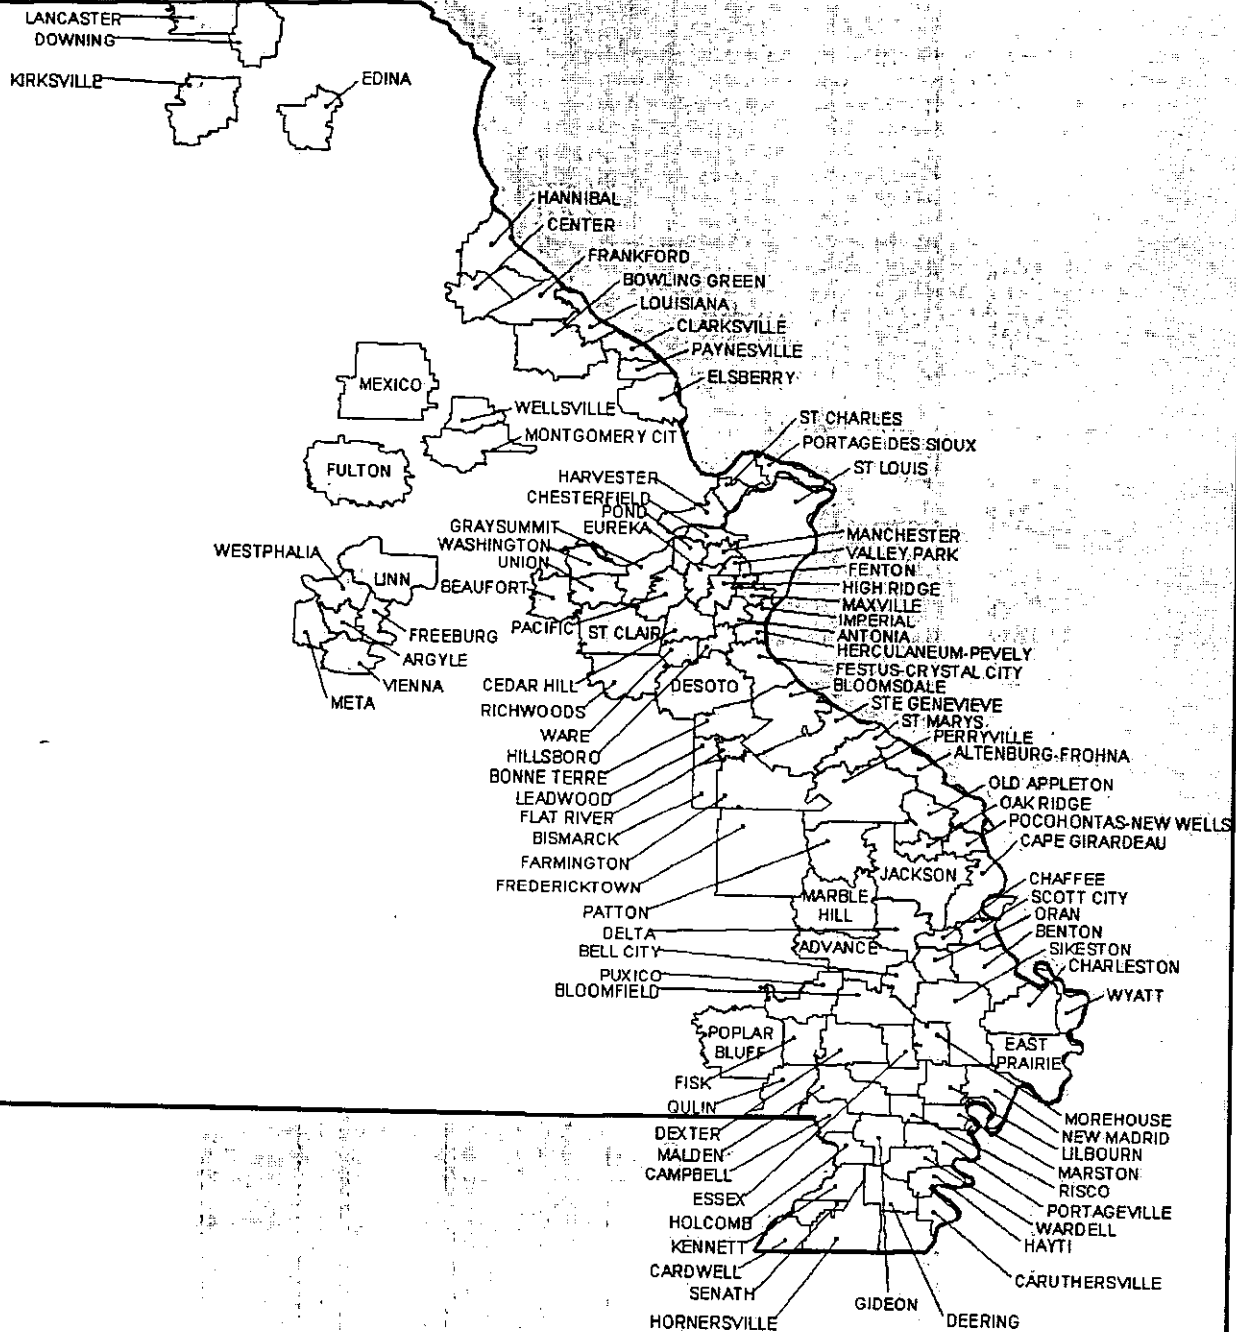 LANCASTER
DOWNING
KIRKSVILLE
EDINA
HANNIBAL
CENTER
FRANKFORD
BOWLING GREEN
LOUISIANA
CLARKSVILLE
PAYNESVILLE
ELSBERRY
MEXICO
WELLSVILLE
MONTGOMERY CIT
FULTON
ST CHARLES
PORTAGE DES SIOUX
ST LOUIS
HARVESTER
CHESTERFIELD
POND
EUREKA
GRAYSUMMIT
WASHINGTON
UNION
BEAUFORT
PACIFIC
ST CLAIR
MANCHESTER
VALLEY PARK
FENTON
HIGH RIDGE
MAXVILLE
IMPERIAL
ANTONIA
HERCULANEUM-PEVELY
FESTUS-CRYSTAL CITY
BLOOMSDALE
STE GENEVIEVE
ST MARYS
PERRYVILLE
ALTENBURG-FROHNA
WESTPHALIA
LINN
FREEBURG
ARGYLE
VIENNA
META
CEDAR HILL
DESOTO
RICHWOODS
WARE
HILLSBORO
BONNE TERRE
LEADWOOD
FLAT RIVER
BISMARCK
FARMINGTON
FREDERICKTOWN
PATTON
OLD APPLETON
OAK RIDGE
POCOHONTAS-NEW WELLS
CAPE GIRARDEAU
JACKSON
MARBLE
HILL
CHAFFEE
SCOTT CITY
ORAN
BENTON
SIKESTON
CHARLESTON
WYATT
DELTA
ADVANCE
BELL CITY
PUXICO
BLOOMFIELD
POPLAR
BLUFF
EAST
PRAIRIE
FISK
QULIN
DEXTER
MALDEN
CAMPBELL
ESSEX
HOLCOMB
KENNETT
CARDWELL
SENATH
HORNERSVILLE
MOREHOUSE
NEW MADRID
LILBOURN
MARSTON
RISCO
PORTAGEVILLE
WARDELL
HAYTI
CARUTHERSVILLE
GIDEON
DEERING